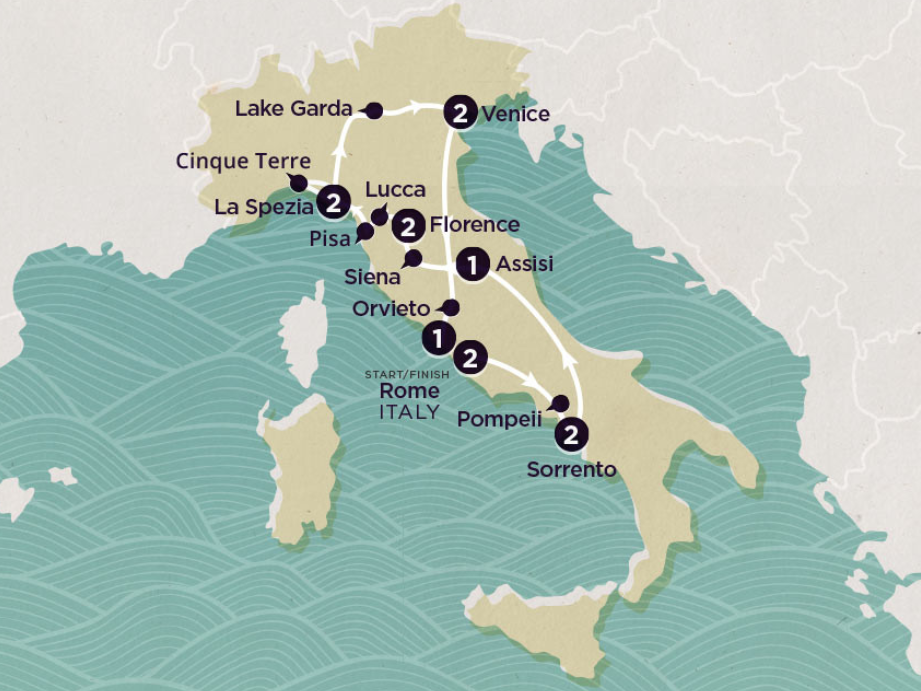 Lake Garda
2
Venice
Cinque Terre
Lucca
La Spezia
2
2
Florence
Pisa
Siena
1
Assisi
Orvieto
1
2
START/FINISH
Rome
ITALY
Pompeii
2
Sorrento